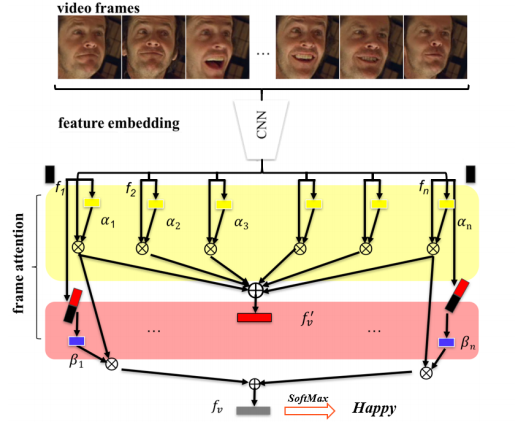 video frames
...
feature embedding
CNN
f1 f2 fn
α1 α2 α3 αn
frame attention
f'v
... ...
β1 βn
fv SoftMax Happy